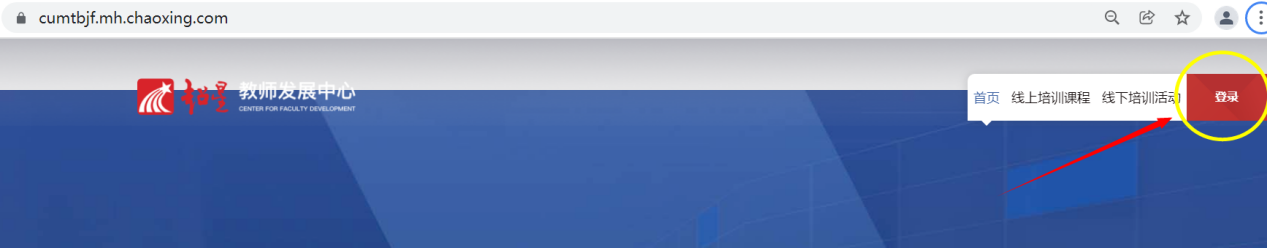 cumtbjf.mh.chaoxing.com
超星 教师发展中心
CENTER FOR FACULTY DEVELOPMENT
首页 线上培训课程 线下培训活动 登录